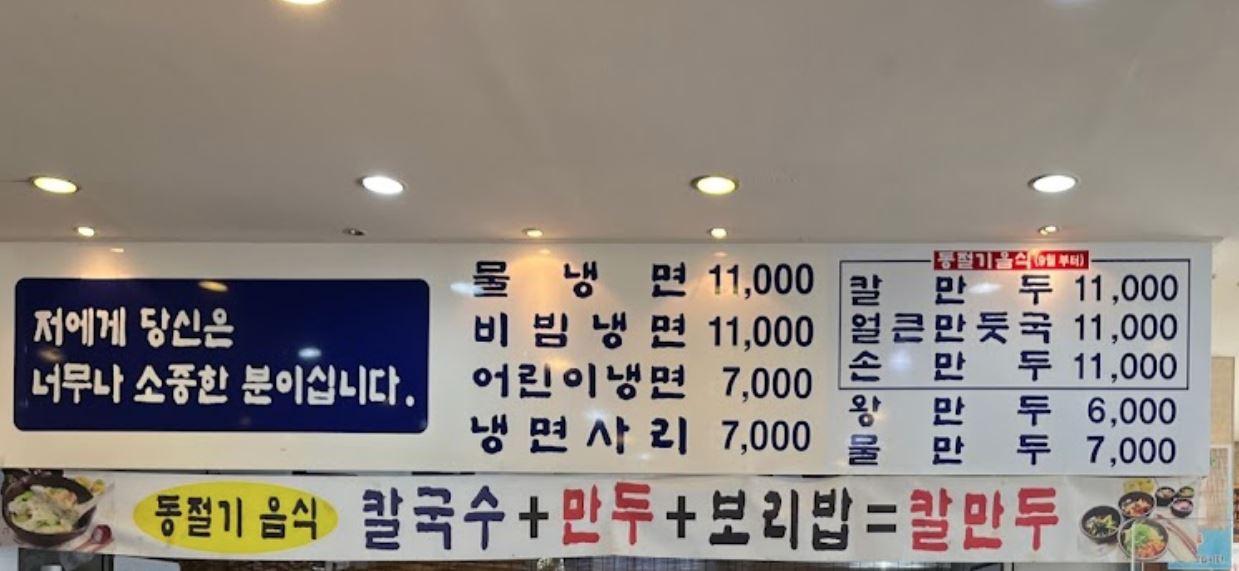 저에게 당신은
너무나 소중한 분이십니다.
물냉면 11,000
비빔냉면 11,000
어린이냉면 7,000
냉면사리 7,000
동절기음식(9월 부터)
칼만두 11,000
얼큰만둣국 11,000
손만두 11,000
왕만두 6,000
물만두 7,000
동절기 음식 칼국수+만두+보리밥=칼만두